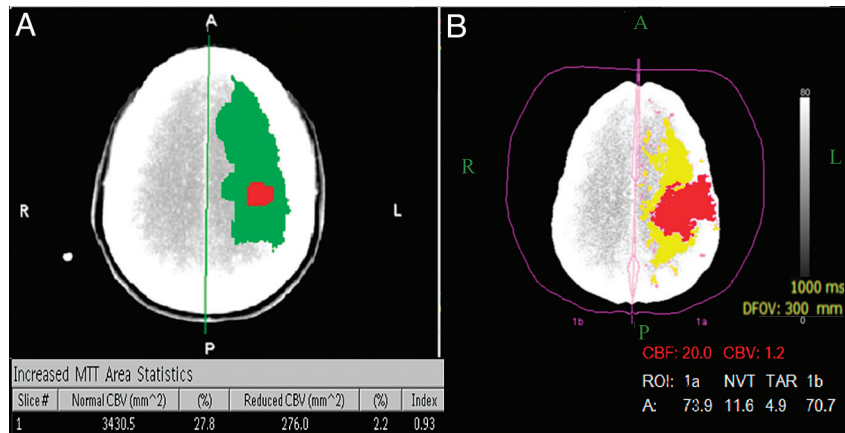 A
A
R
L
P
Increased MTT Area Statistics
Slice # Normal CBV (mm^2) (%) Reduced CBV (mm^2) (%) Index
1 3430.5 27.8 276.0 2.2 0.93
B
A
80
R
L
1000 ms
DFOV: 300 mm
0
1b P 1a
CBF: 20.0 CBV: 1.2
ROI: 1a NVT TAR 1b
A: 73.9 11.6 4.9 70.7